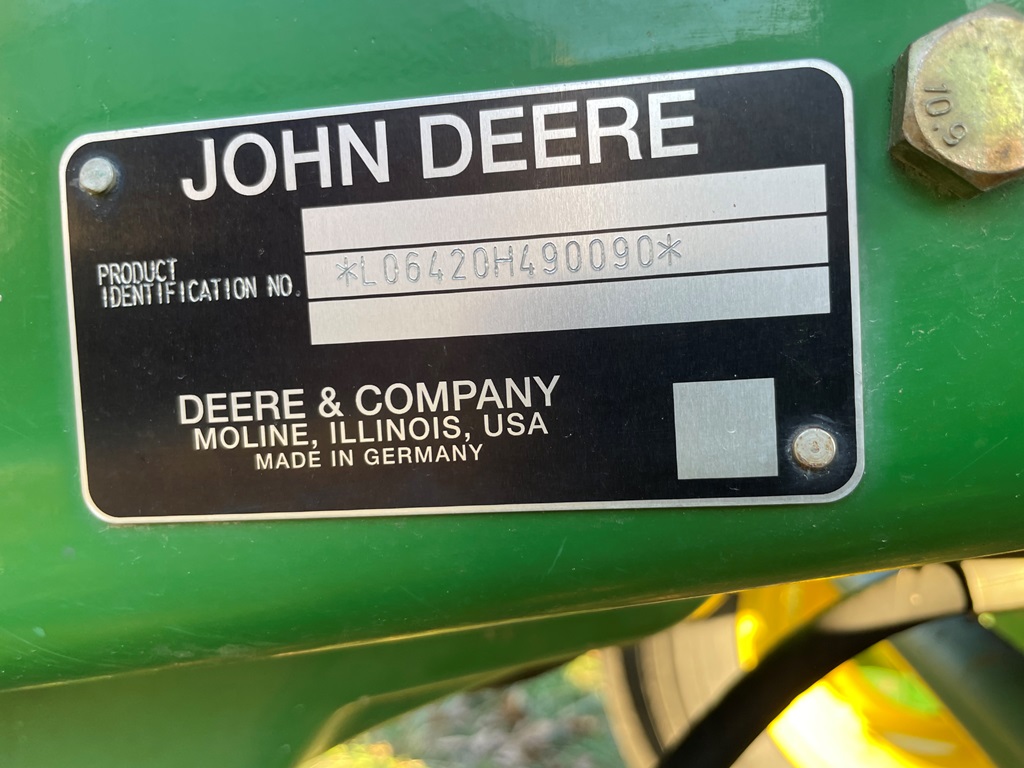 JOHN DEERE
PRODUCT
IDENTIFICATION NO.
*L06420H490090*
DEERE & COMPANY
MOLINE, ILLINOIS, USA
MADE IN GERMANY
10.9